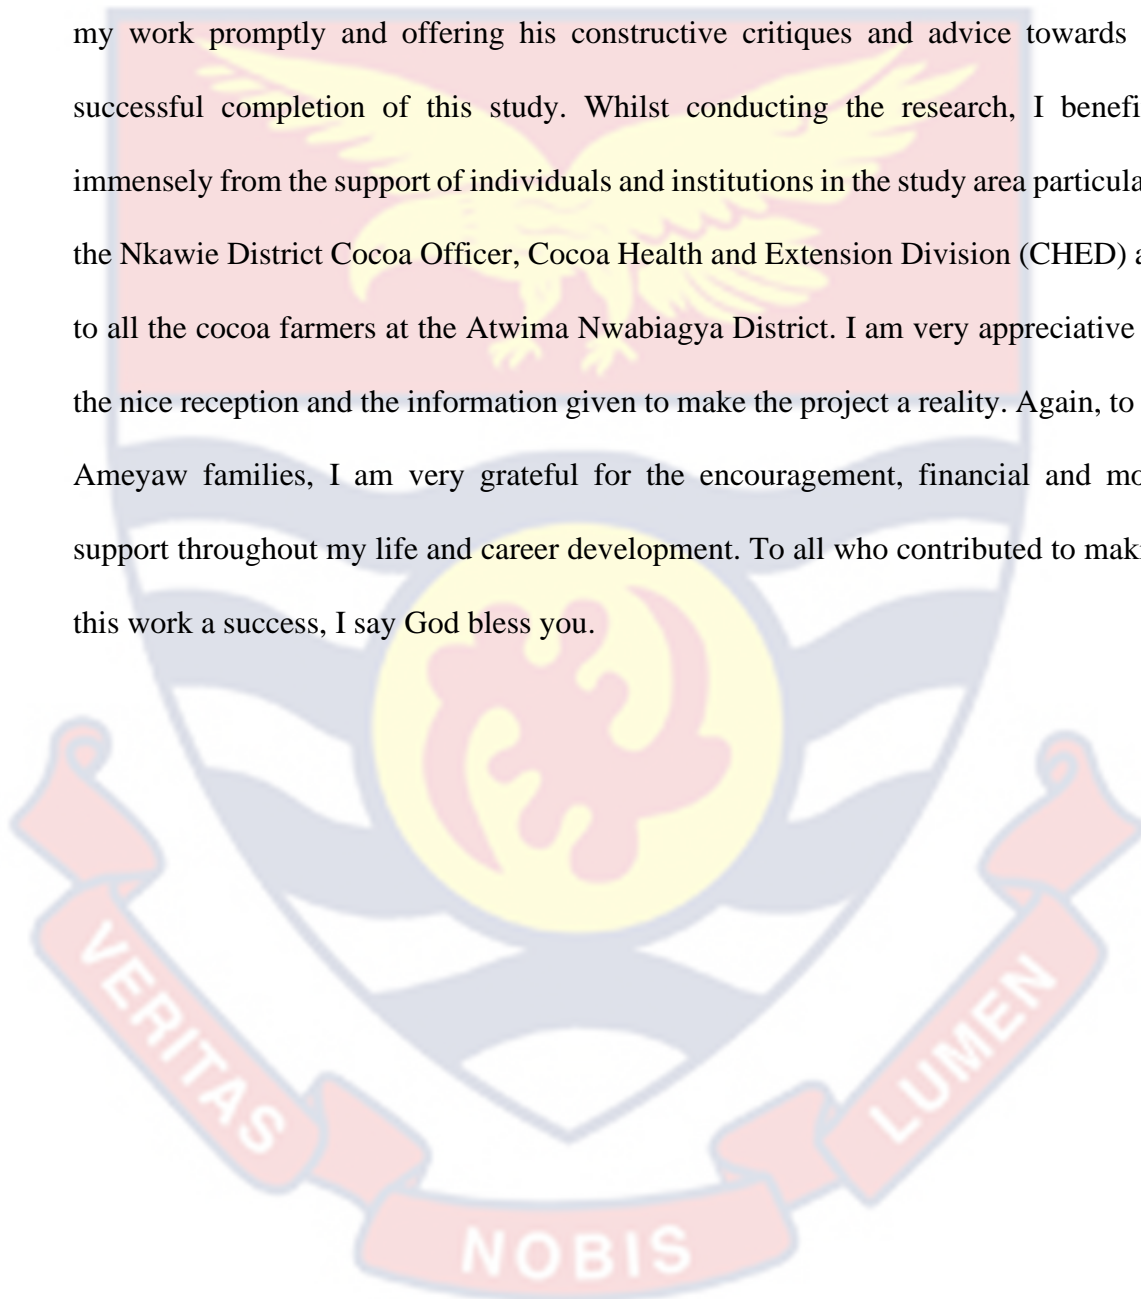 my work promptly and offering his constructive critiques and advice towards
successful completion of this study. Whilst conducting the research, I benefi
immensely from the support of individuals and institutions in the study area particula
the Nkawie District Cocoa Officer, Cocoa Health and Extension Division (CHED) a
to all the cocoa farmers at the Atwima Nwabiagya District. I am very appreciative
the nice reception and the information given to make the project a reality. Again, to
Ameyaw families, I am very grateful for the encouragement, financial and mo
support throughout my life and career development. To all who contributed to maki
this work a success, I say God bless you.
VERITAS
NOBIS
LUMEN